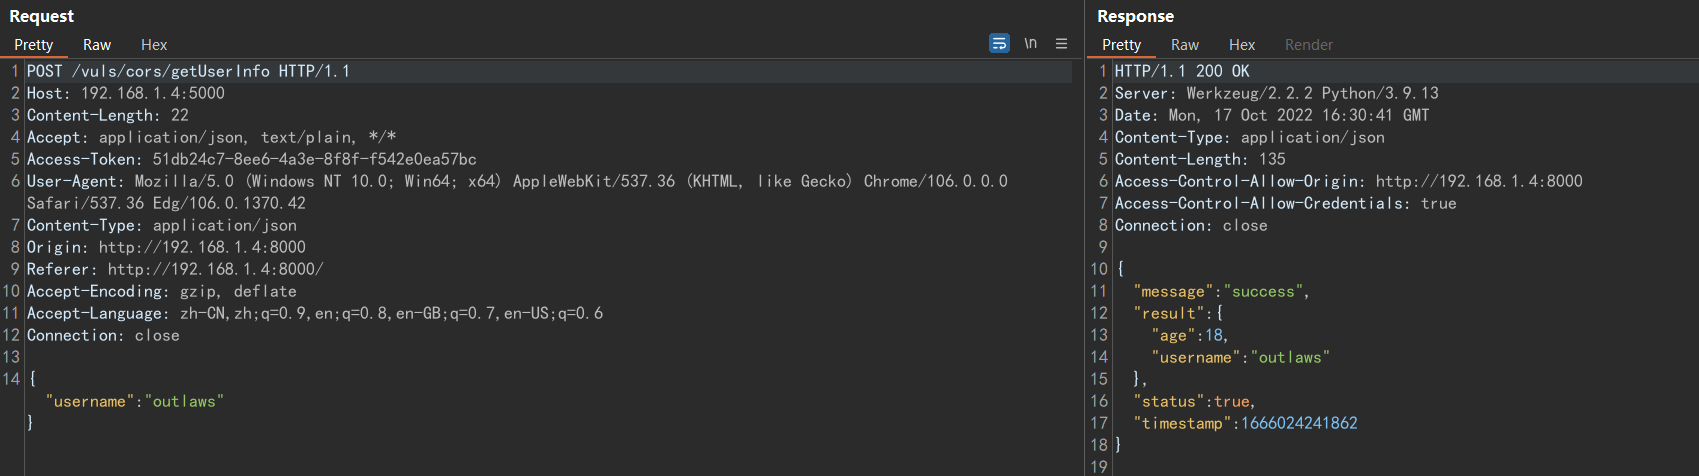 Request
Pretty Raw Hex \n
1 POST /vuls/cors/getUserInfo HTTP/1.1
2 Host: 192.168.1.4:5000
3 Content-Length: 22
4 Accept: application/json, text/plain, */*
5 Access-Token: 51db24c7-8ee6-4a3e-8f8f-f542e0ea57bc
6 User-Agent: Mozilla/5.0 (Windows NT 10.0; Win64; x64) AppleWebKit/537.36 (KHTML, like Gecko) Chrome/106.0.0.0
Safari/537.36 Edg/106.0.1370.42
7 Content-Type: application/json
8 Origin: http://192.168.1.4:8000
9 Referer: http://192.168.1.4:8000/
10 Accept-Encoding: gzip, deflate
11 Accept-Language: zh-CN,zh;q=0.9,en;q=0.8,en-GB;q=0.7,en-US;q=0.6
12 Connection: close
13
14 {
"username":"outlaws"
}
Response
Pretty Raw Hex Render
1 HTTP/1.1 200 OK
2 Server: Werkzeug/2.2.2 Python/3.9.13
3 Date: Mon, 17 Oct 2022 16:30:41 GMT
4 Content-Type: application/json
5 Content-Length: 135
6 Access-Control-Allow-Origin: http://192.168.1.4:8000
7 Access-Control-Allow-Credentials: true
8 Connection: close
9
10 {
11 "message":"success",
12 "result":{
13 "age":18,
14 "username":"outlaws"
15 },
16 "status":true,
17 "timestamp":1666024241862
18 }
19